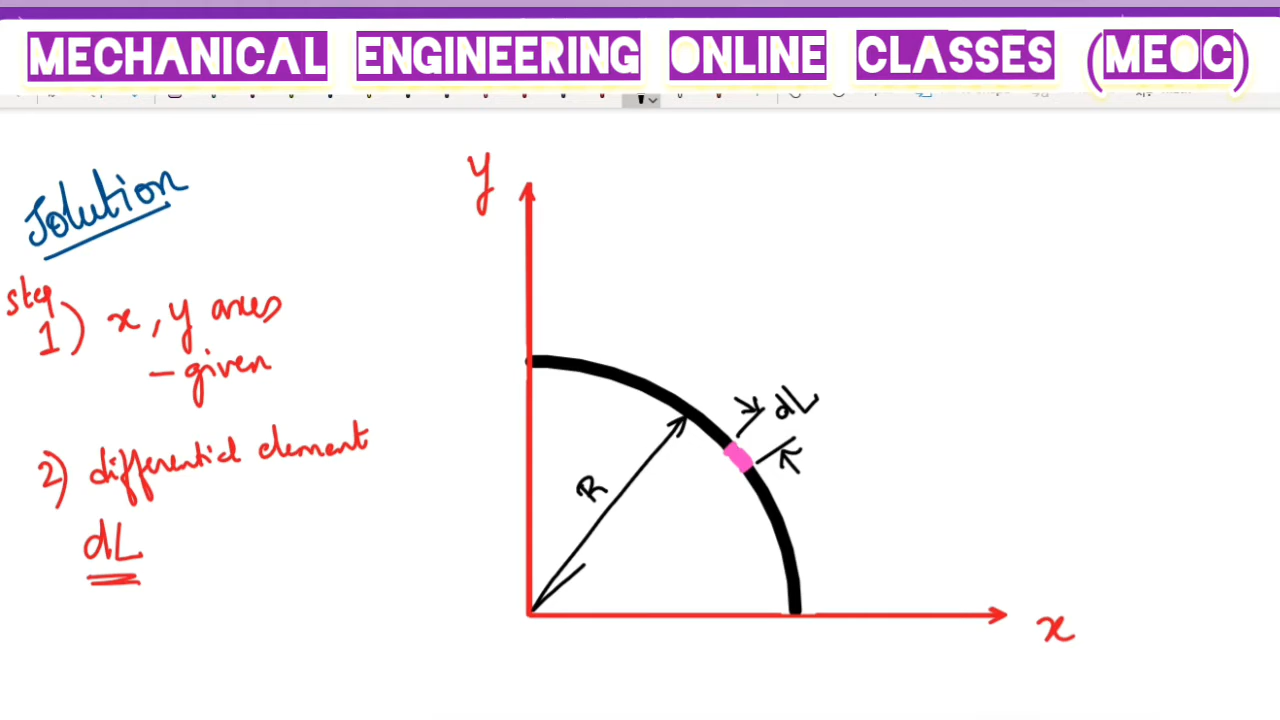 MECHANICAL ENGINEERING ONLINE CLASSES (MEOC)
Solution
step
1) x, y axes
- given
2) differential element
dL
y
dL
R
x